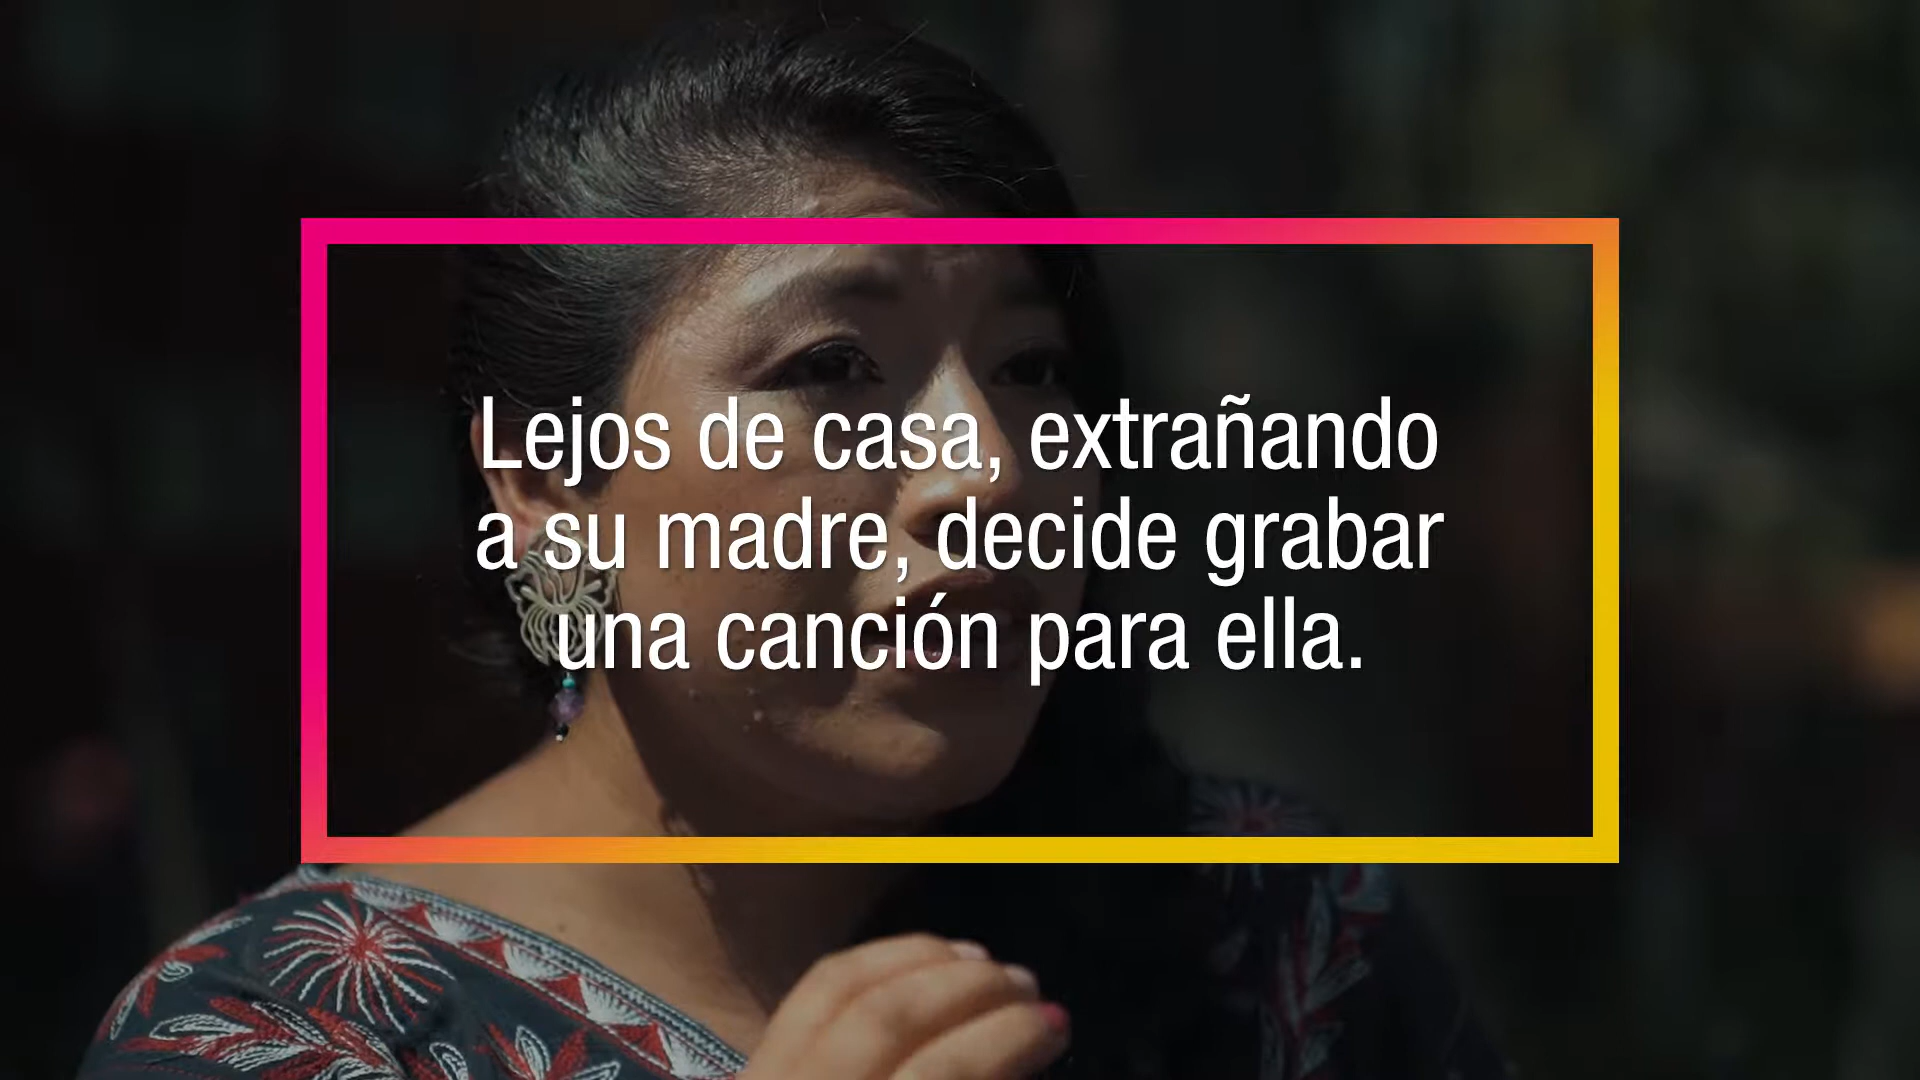 Lejos de casa, extrañando
a su madre, decide grabar
una canción para ella.